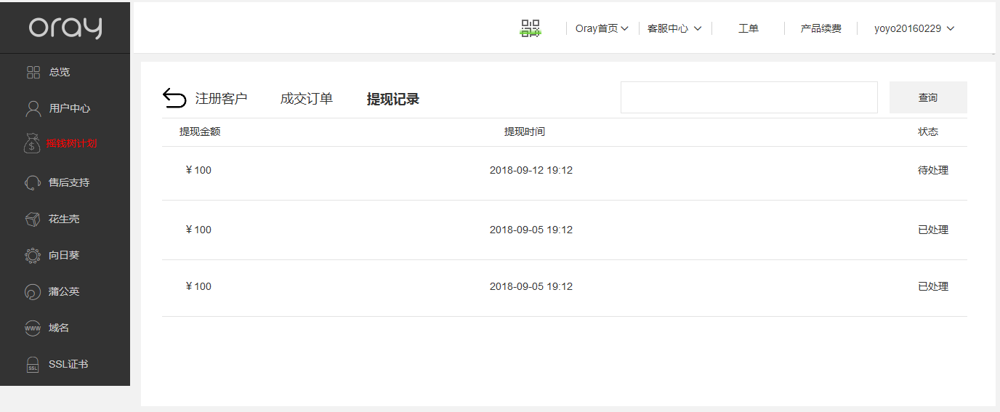 oray
Oray首页
客服中心
工单
产品续费
yoyo20160229
总览
用户中心
摇钱树计划
售后支持
花生壳
向日葵
蒲公英
WWW
域名
SSL
SSL证书
注册客户 成交订单 提现记录
查询
提现金额 提现时间 状态
￥100 2018-09-12 19:12 待处理
￥100 2018-09-05 19:12 已处理
￥100 2018-09-05 19:12 已处理